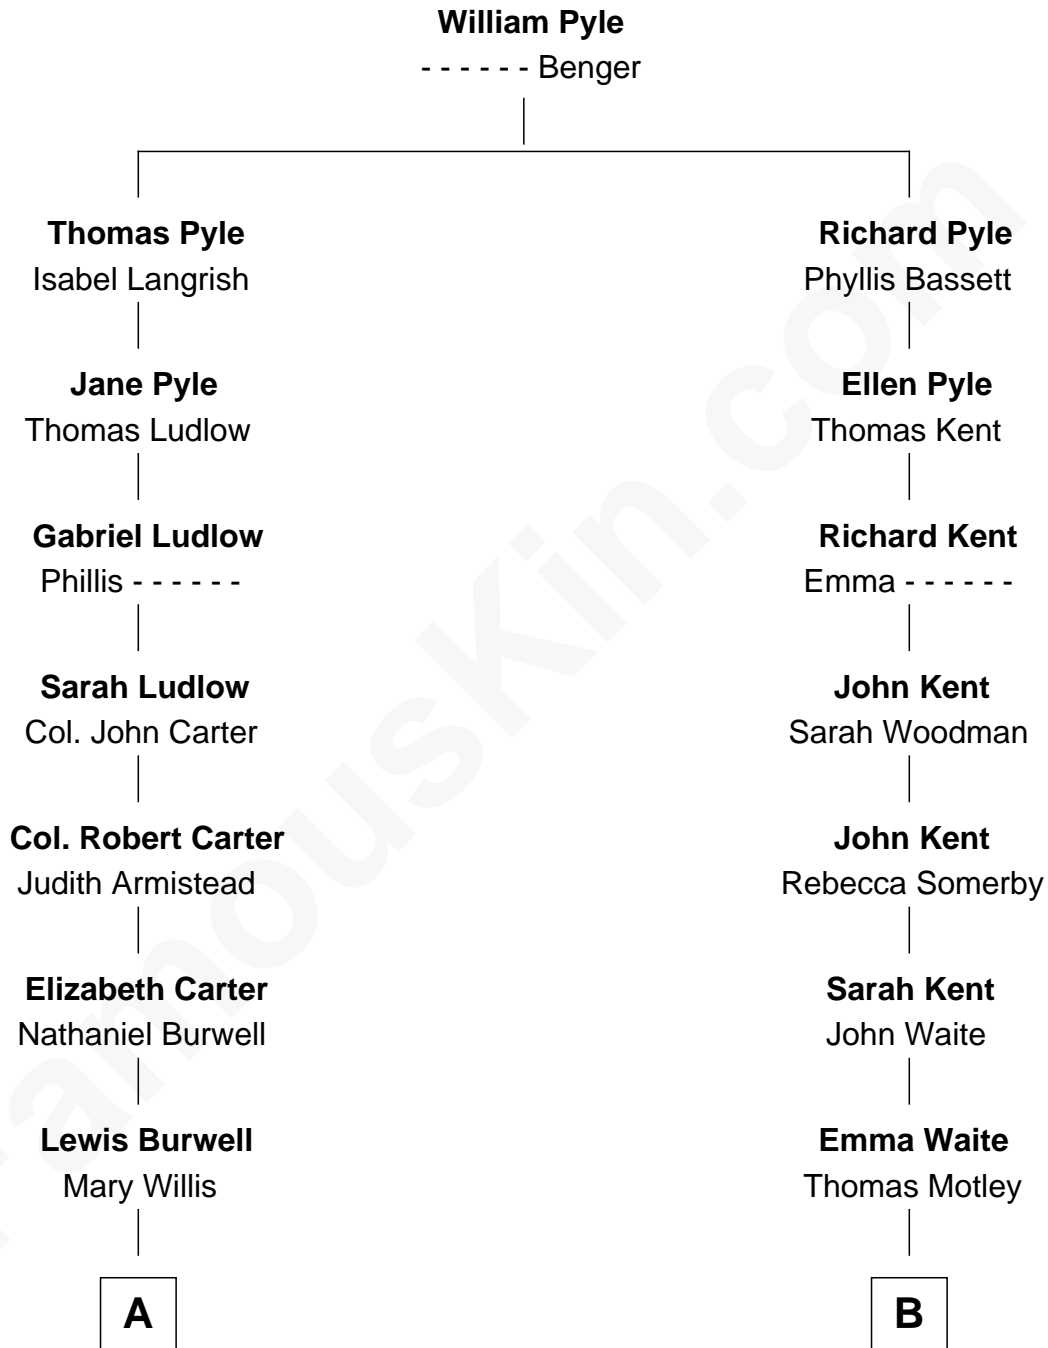 William Pyle
- - - - - - Benger
Thomas Pyle
Isabel Langrish
Richard Pyle
Phyllis Bassett
Jane Pyle
Thomas Ludlow
Ellen Pyle
Thomas Kent
Gabriel Ludlow
Phillis - - - - - -
Richard Kent
Emma - - - - - -
Sarah Ludlow
Col. John Carter
John Kent
Sarah Woodman
Col. Robert Carter
Judith Armistead
John Kent
Rebecca Somerby
Elizabeth Carter
Nathaniel Burwell
Sarah Kent
John Waite
Lewis Burwell
Mary Willis
Emma Waite
Thomas Motley
A
B
FamousKin.com